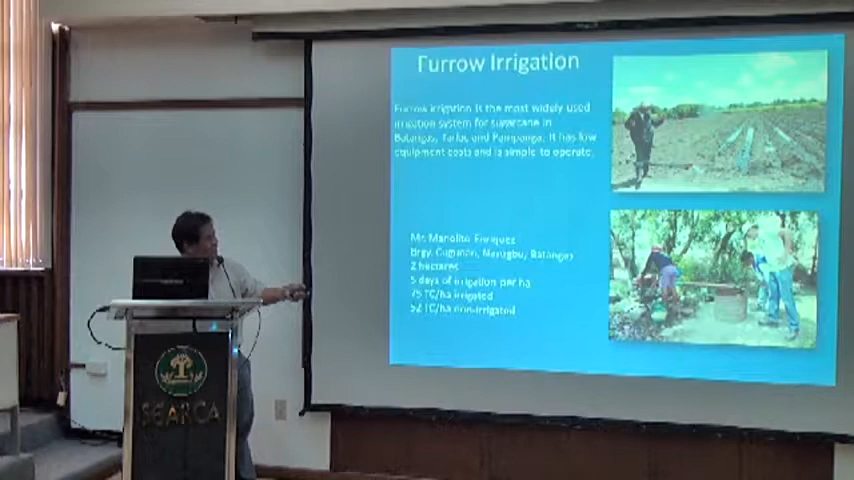 Furrow Irrigation
Furrow irrigation is the most widely used
irrigation system for sugarcane in
Batangas, Tarlac and Pampanga. It has low
equipment costs and is simple to operate.
Mr. Manolito Enriquez
Brgy. Nasugbu, Batangas
2 hectares
5 days of irrigation per ha
75 TC/ha irrigated
52 TC/ha non-irrigated
SEARCA